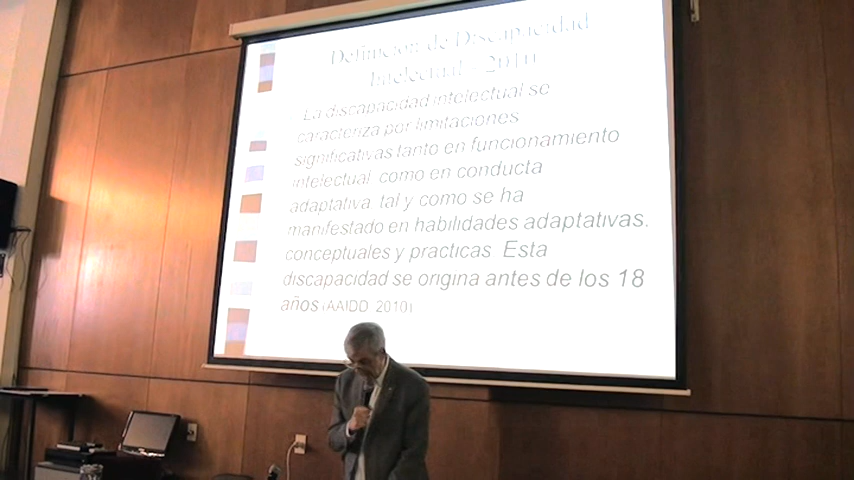 Definición de Discapacidad
Intelectual - 2010
La discapacidad intelectual se
caracteriza por limitaciones
significativas tanto en funcionamiento
intelectual, como en conducta
adaptativa, tal y como se ha
manifestado en habilidades adaptativas,
conceptuales y practicas. Esta
discapacidad se origina antes de los 18
años (AAIDD, 2010)